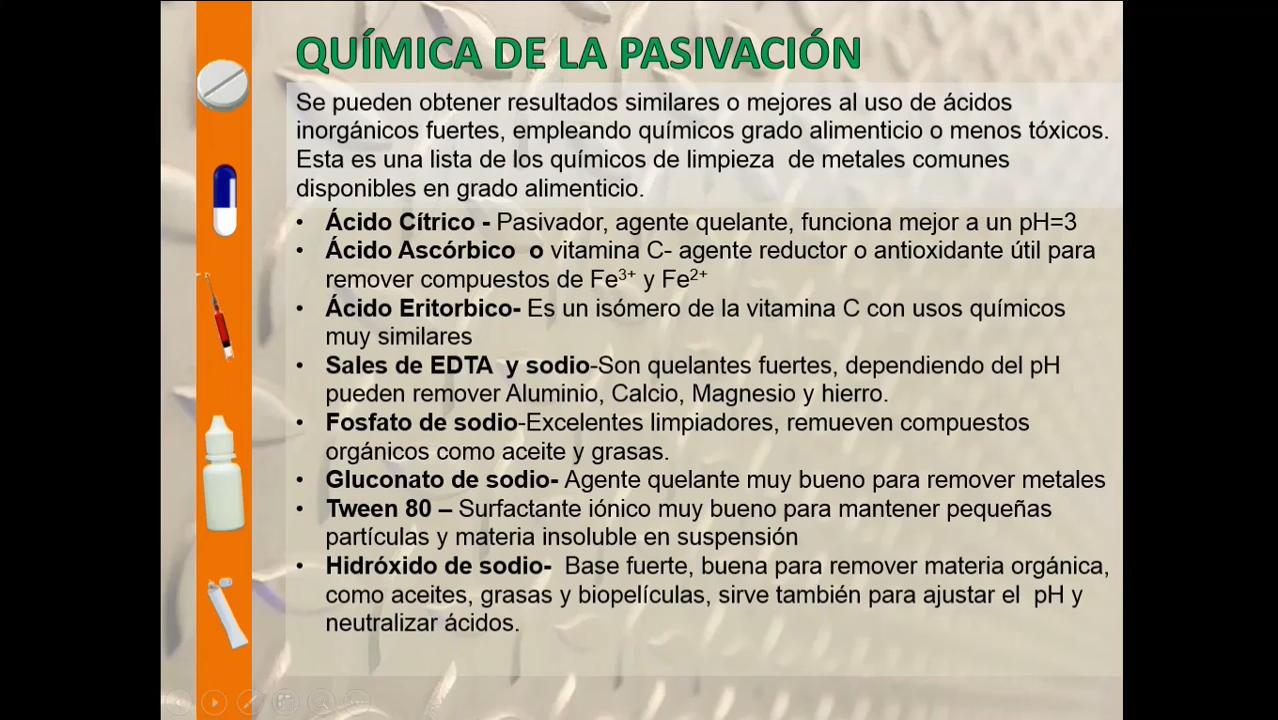 QUÍMICA DE LA PASIVACIÓN
Se pueden obtener resultados similares o mejores al uso de ácidos
inorgánicos fuertes, empleando químicos grado alimenticio o menos tóxicos.
Esta es una lista de los químicos de limpieza de metales comunes
disponibles en grado alimenticio.
• Ácido Cítrico - Pasivador, agente quelante, funciona mejor a un pH=3
• Ácido Ascórbico o vitamina C- agente reductor o antioxidante útil para
remover compuestos de Fe³⁺ y Fe²⁺
• Ácido Eritorbico- Es un isómero de la vitamina C con usos químicos
muy similares
• Sales de EDTA y sodio-Son quelantes fuertes, dependiendo del pH
pueden remover Aluminio, Calcio, Magnesio y hierro.
• Fosfato de sodio-Excelentes limpiadores, remueven compuestos
orgánicos como aceite y grasas.
• Gluconato de sodio- Agente quelante muy bueno para remover metales
• Tween 80 – Surfactante iónico muy bueno para mantener pequeñas
partículas y materia insoluble en suspensión
• Hidróxido de sodio- Base fuerte, buena para remover materia orgánica,
como aceites, grasas y biopelículas, sirve también para ajustar el pH y
neutralizar ácidos.